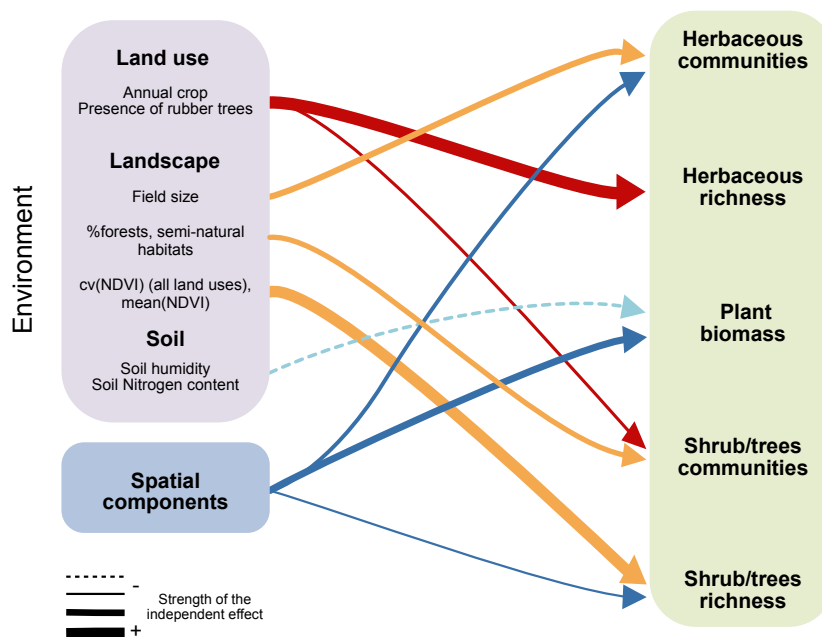 Environment
Land use
Annual crop
Presence of rubber trees
Landscape
Field size
%forests, semi-natural
habitats
cv(NDVI) (all land uses),
mean(NDVI)
Soil
Soil humidity
Soil Nitrogen content
Spatial
components
-
Strength of the
independent effect
+
Herbaceous
communities
Herbaceous
richness
Plant
biomass
Shrub/trees
communities
Shrub/trees
richness